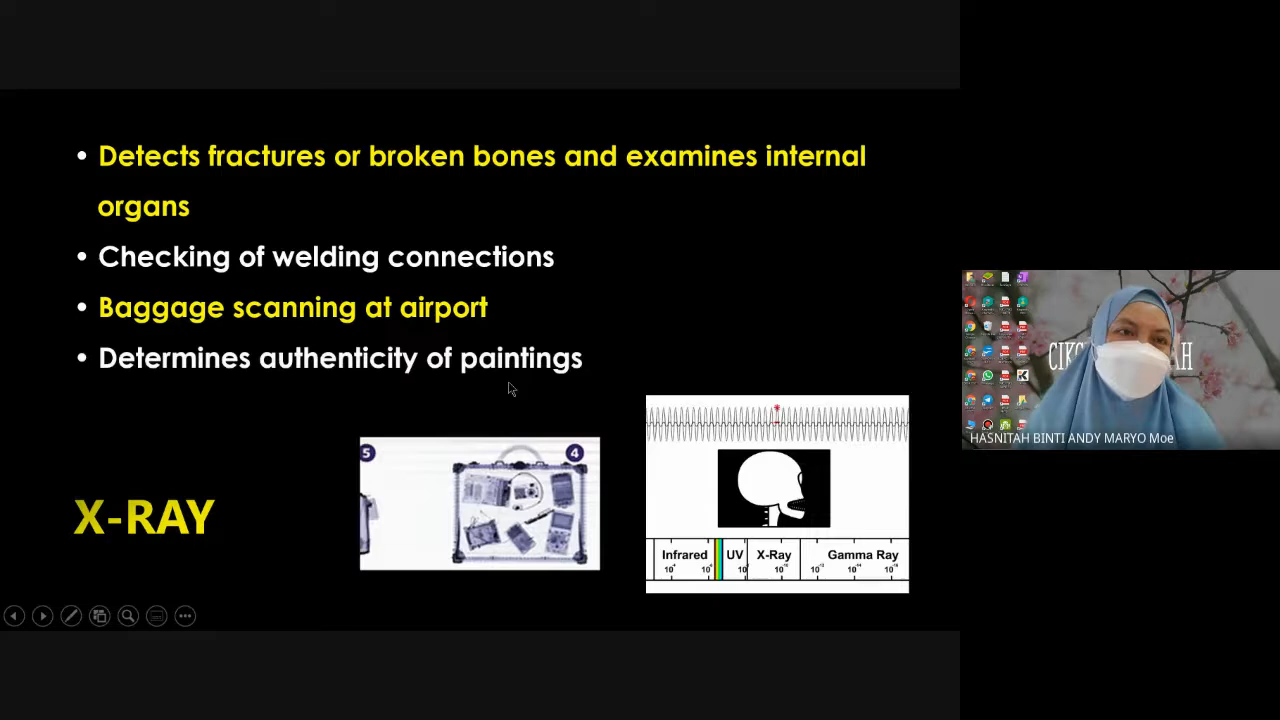 • Detects fractures or broken bones and examines internal
organs
• Checking of welding connections
• Baggage scanning at airport
• Determines authenticity of paintings
X-RAY
5
4
Infrared
UV
X-Ray
Gamma Ray
HASNITAH BINTI ANDY MARYO Moe